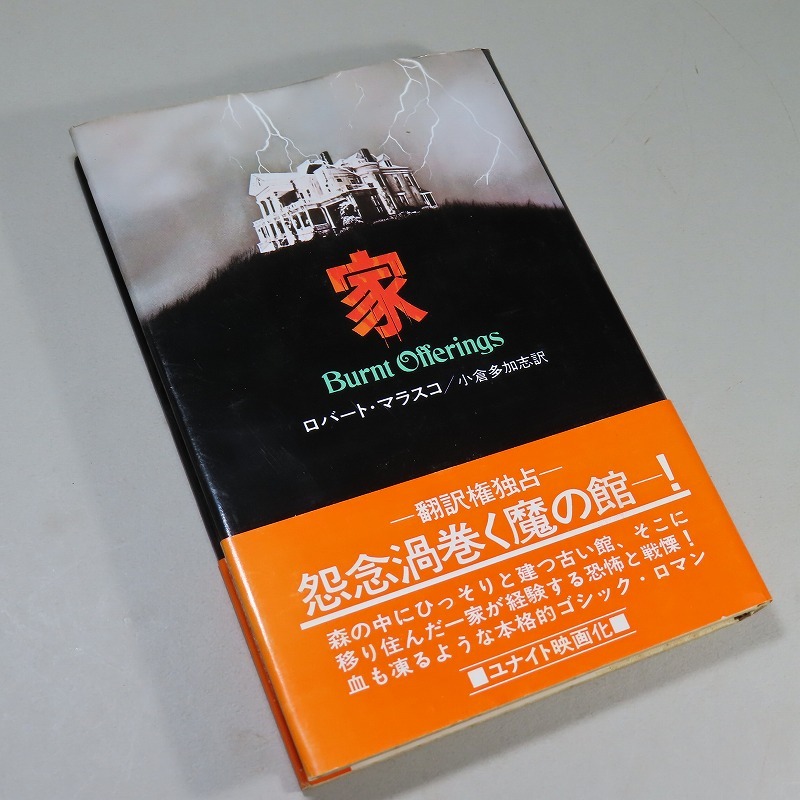 家
Burnt Offerings
ロバート・マラスコ/小倉多加志訳
—翻訳権独占—
怨念渦巻く魔の館—!
森の中にひっそりと建つ古い館、そこに
移り住んだ一家が経験する恐怖と戦慄!
血も凍るような本格的ゴシック・ロマン
■ユナイト映画化■